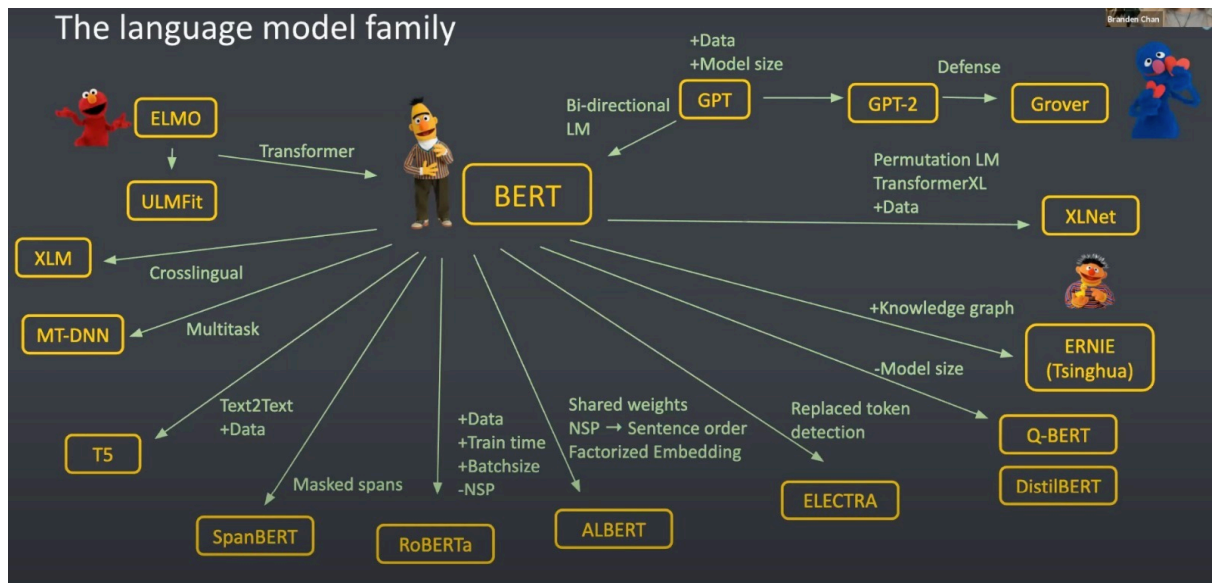 Branden Chan
The language model family
ELMO
ULMFit
Transformer
BERT
Bi-directional
LM
+Data
+Model size
GPT
GPT-2
Defense
Grover
Permutation LM
TransformerXL
+Data
XLNet
XLM
Crosslingual
MT-DNN
Multitask
Text2Text
+Data
T5
Masked spans
SpanBERT
+Data
+Train time
+Batchsize
-NSP
RoBERTa
Shared weights
NSP → Sentence order
Factorized Embedding
ALBERT
Replaced token
detection
ELECTRA
+Knowledge graph
ERNIE
(Tsinghua)
-Model size
Q-BERT
DistilBERT